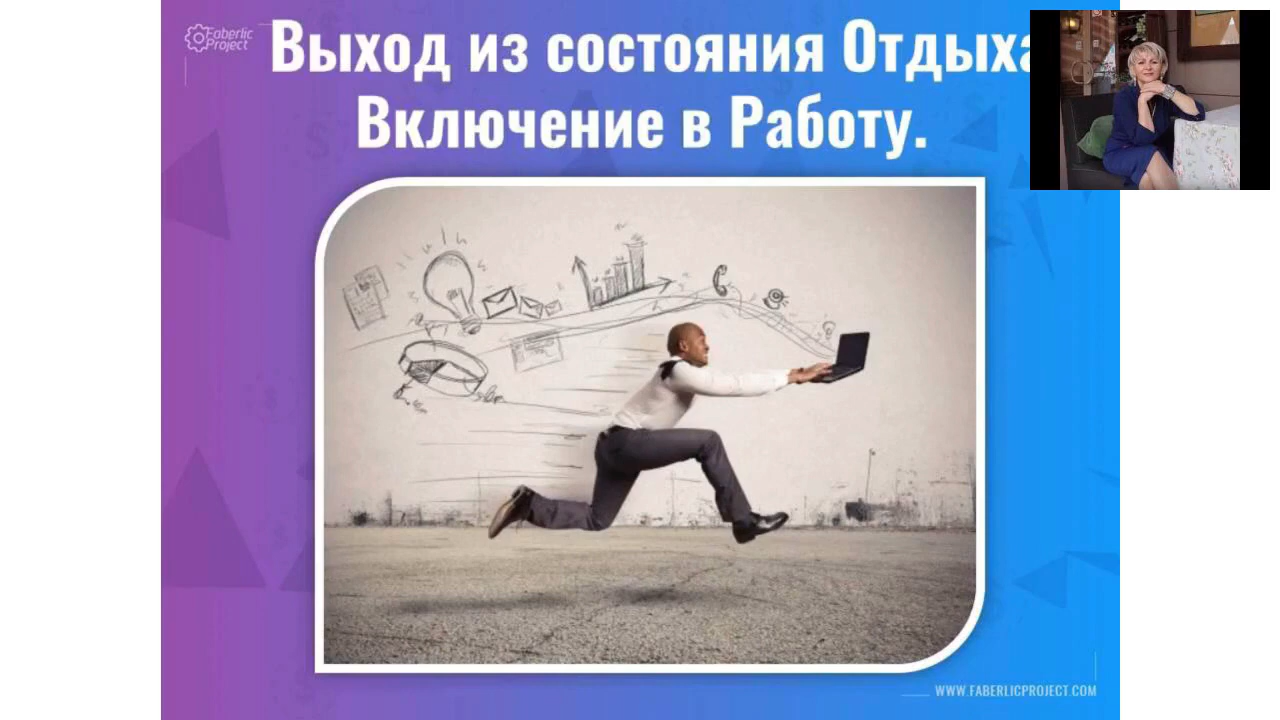 Faberlic
Project
Выход из состояния Отдыха
Включение в Работу.
WWW.FABERLICPROJECT.COM